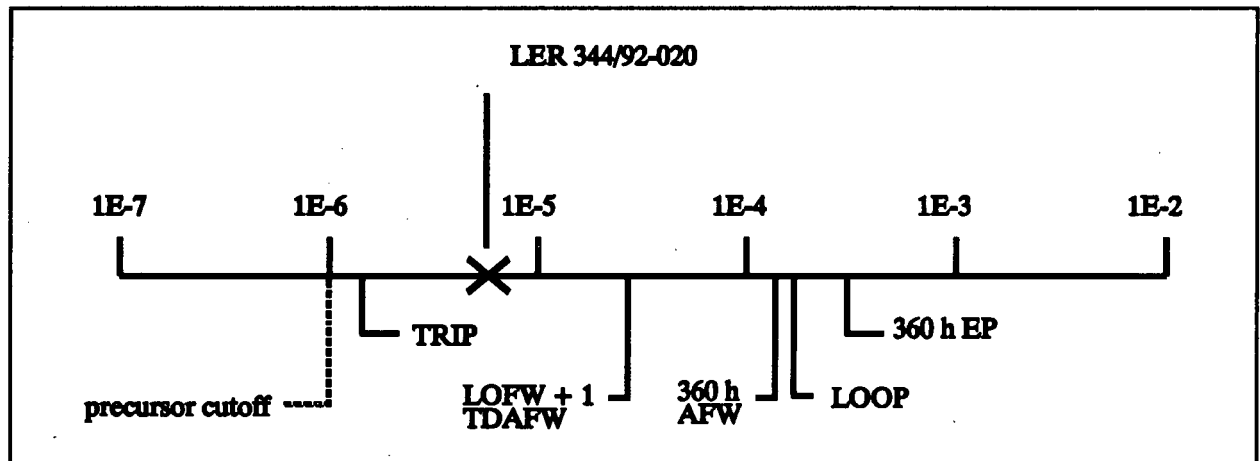 LER 344/92-020
1E-7 1E-6 1E-5 1E-4 1E-3 1E-2
TRIP
360 h EP
precursor cutoff
LOFW + 1
TDAFW
360 h
AFW
LOOP